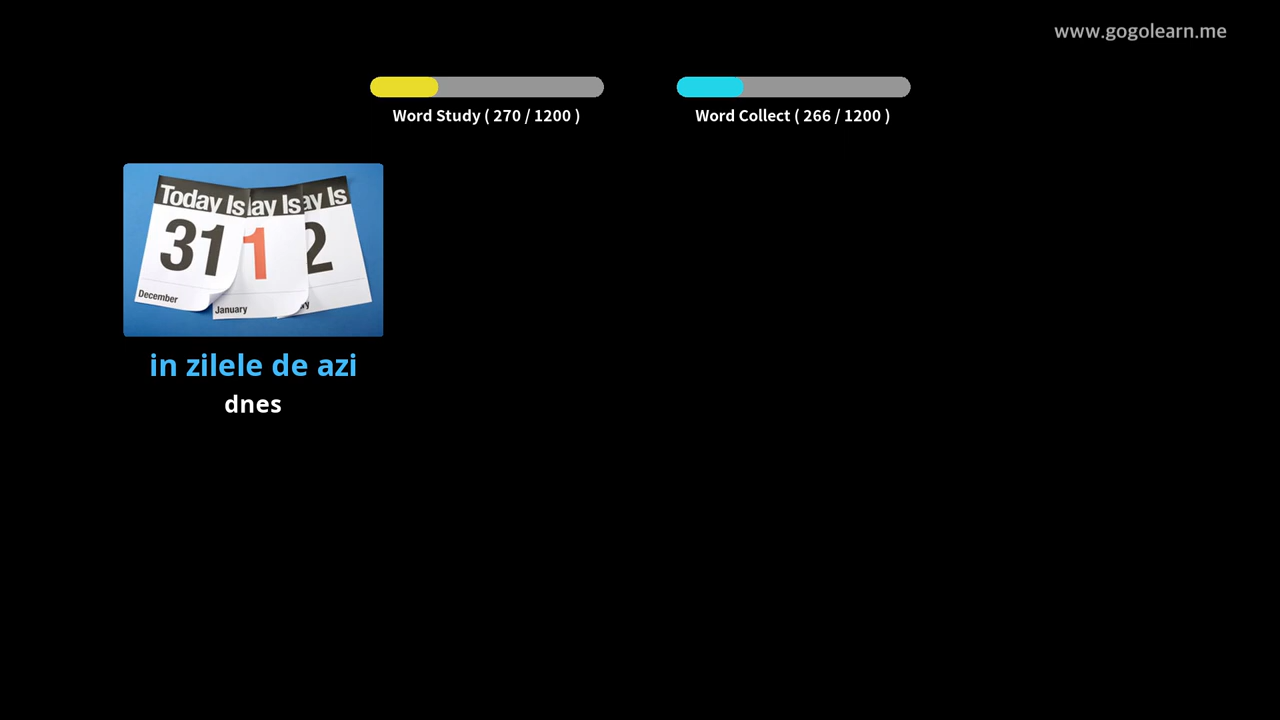 www.gogolearn.me
Word Study ( 270 / 1200 )
Word Collect ( 266 / 1200 )
Today Is
ay Is
ay Is
31
1
2
December
January
ry
in zilele de azi
dnes